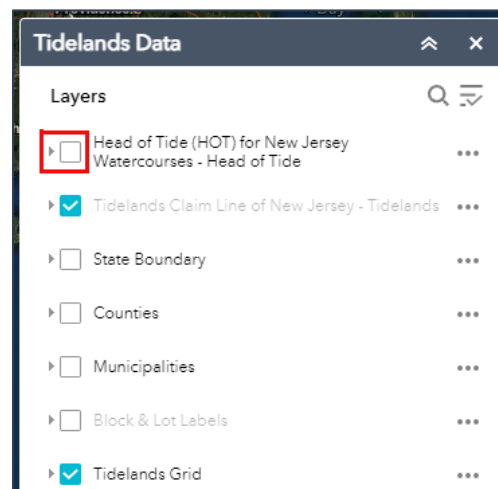 Tidelands Data
Layers
Head of Tide (HOT) for New Jersey
Watercourses - Head of Tide
Tidelands Claim Line of New Jersey - Tidelands
State Boundary
Counties
Municipalities
Block & Lot Labels
Tidelands Grid